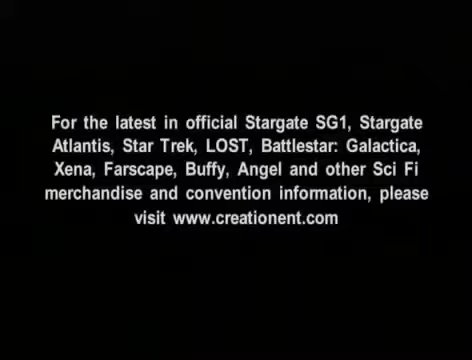 For the latest in official Stargate SG1, Stargate
Atlantis, Star Trek, LOST, Battlestar: Galactica,
Xena, Farscape, Buffy, Angel and other Sci Fi
merchandise and convention information, please
visit www.creationent.com